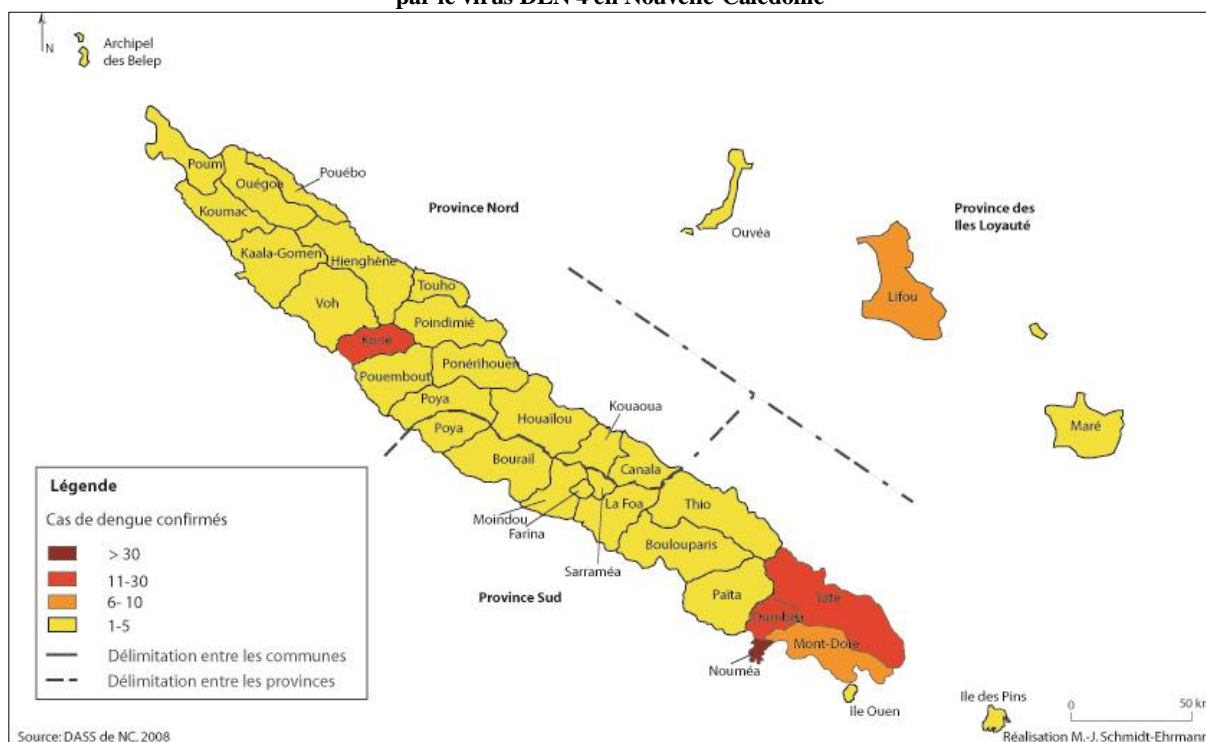 par le virus DEN 4 en Nouvelle-Calédonie
N
Archipel
des Belep
Poum
Ouégoa
Pouébo
Koumac
Province Nord
Ouvéa
Province des
Iles Loyauté
Kaala-Gomen
Hienghène
Touho
Lifou
Voh
Poindimié
Koné
Pouembout
Ponérihouen
Poya
Houaïlou
Kouaoua
Maré
Poya
Bourail
Canala
Légende
Cas de dengue confirmés
> 30
11-30
6- 10
1-5
Délimitation entre les communes
Délimitation entre les provinces
Moindou
Farina
La Foa
Thio
Sarraméa
Boulouparis
Province Sud
Païta
Yaté
Dumbéa
Mont-Dore
Nouméa
Ile Ouen
Ile des Pins
0
50 km
Source: DASS de NC, 2008
Réalisation M.-J. Schmidt-Ehrmann